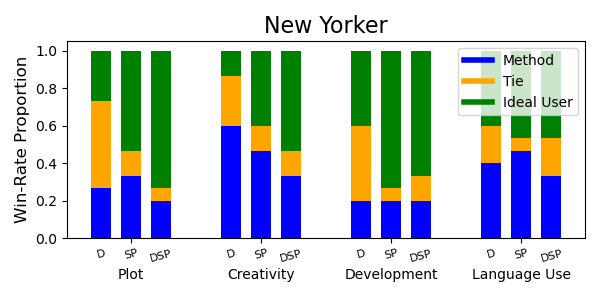 New Yorker
Win-Rate Proportion
1.0
0.8
0.6
0.4
0.2
0.0
Method
Tie
Ideal User
D SP DSP D SP DSP D SP DSP D SP DSP
Plot Creativity Development Language Use